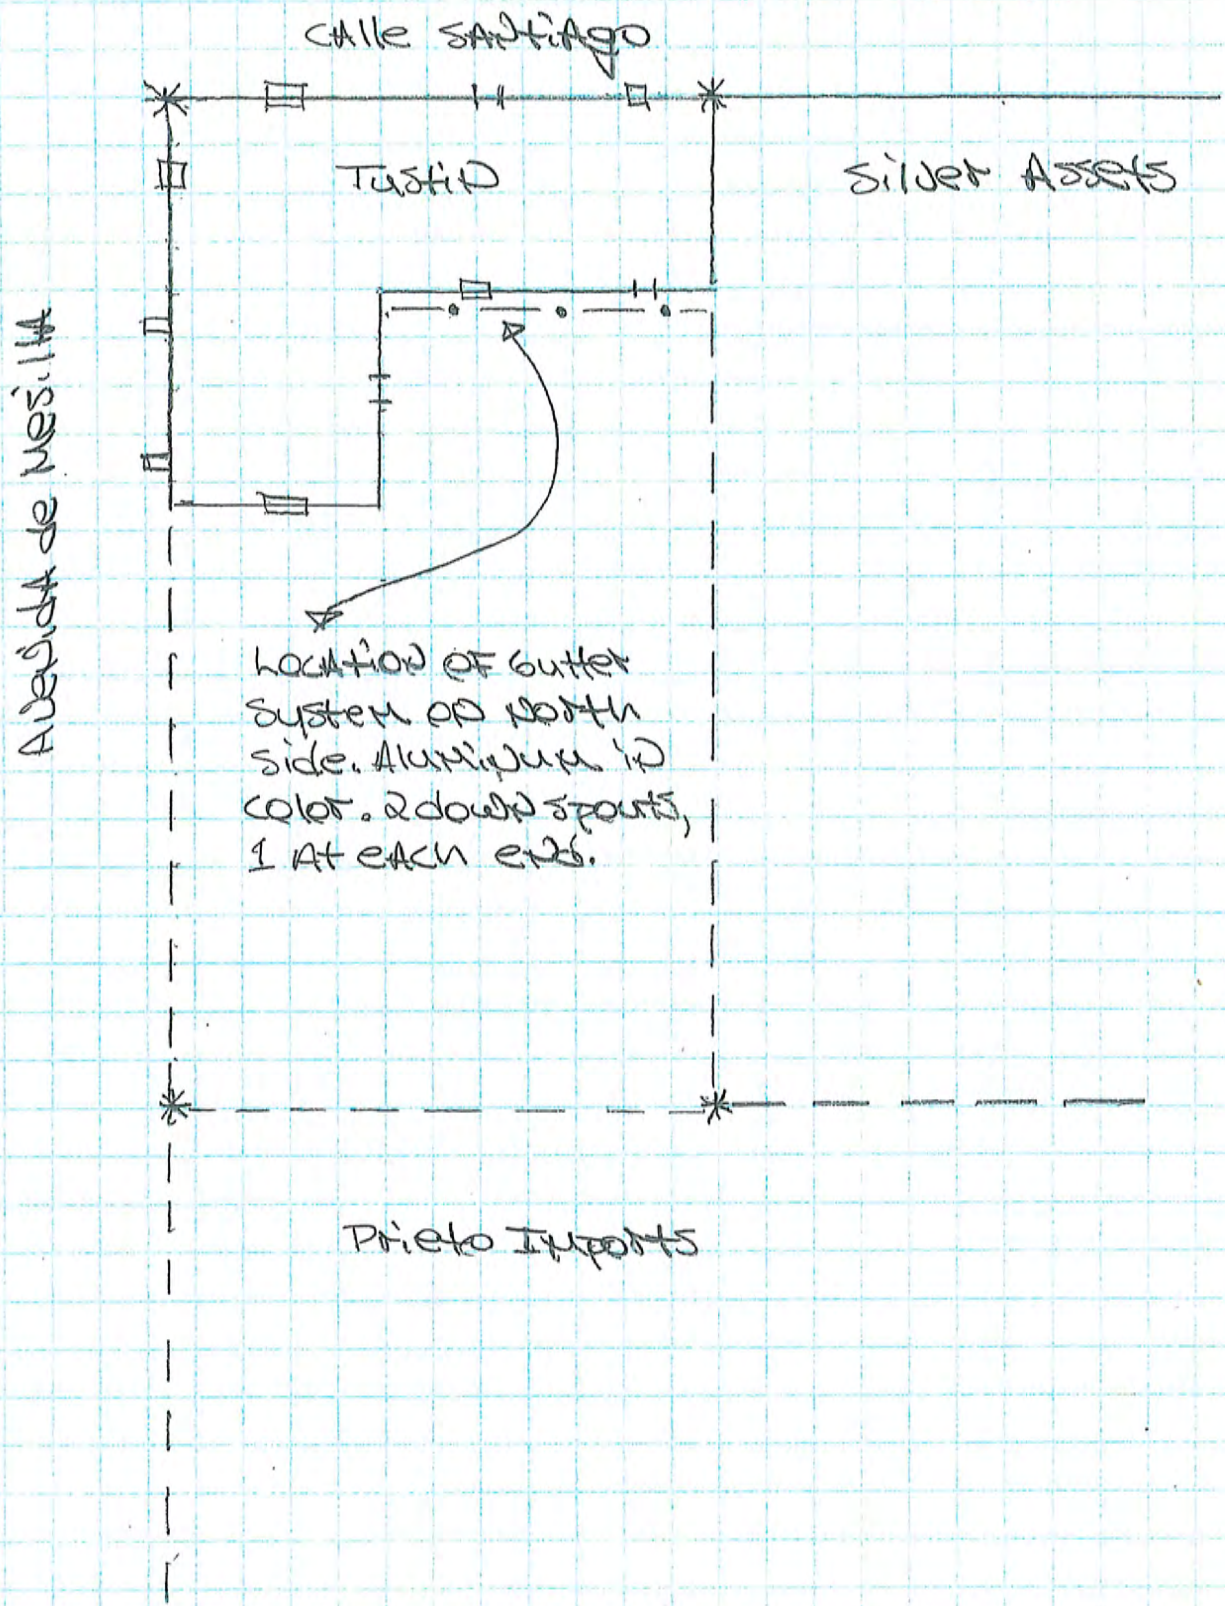 Calle Santiago
Tustin
Silver Assets
Avenida de Mesilla
Location of Gutter
System on North
Side. Aluminum in
Color. 2 down spouts,
1 At each end.
Prieto Imports